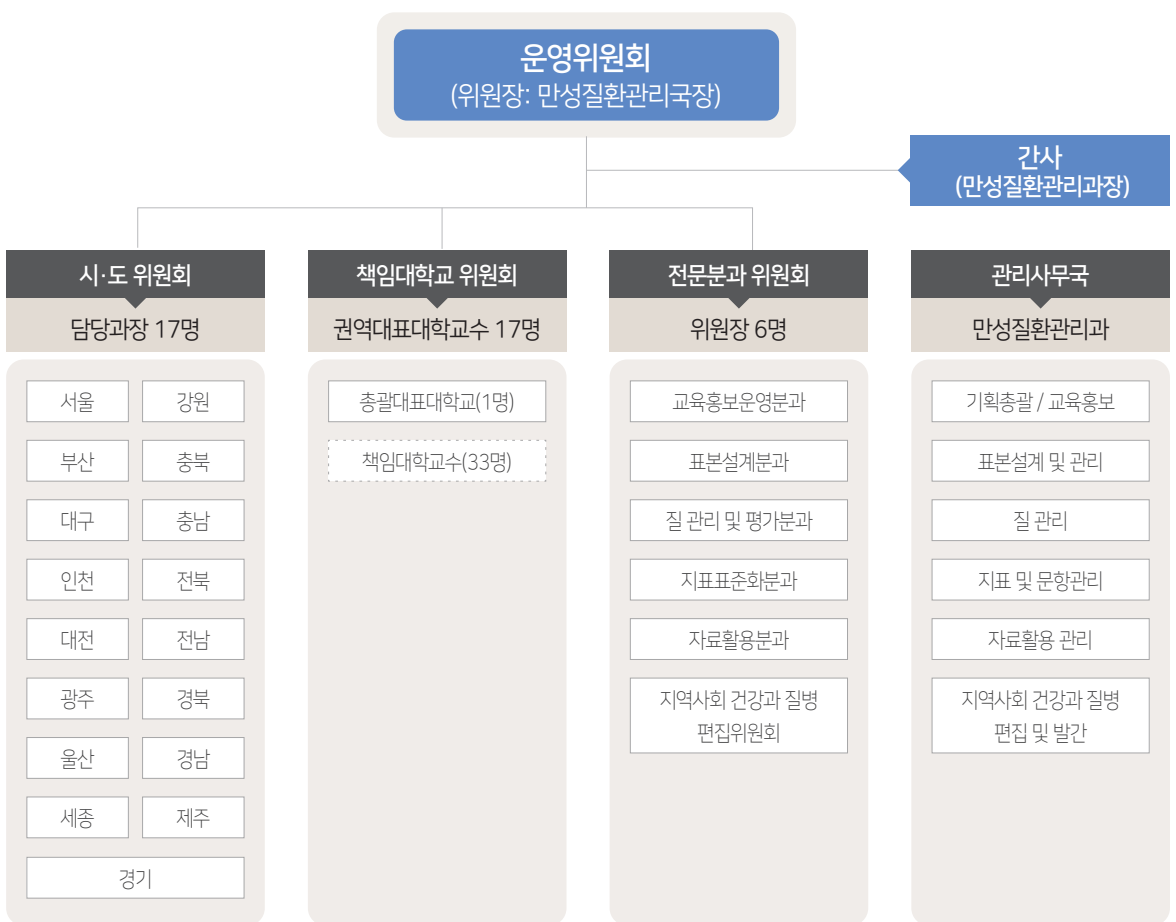 운영위원회
(위원장: 만성질환관리국장)
간사
(만성질환관리과장)
시·도 위원회
담당과장 17명
서울
강원
부산
충북
대구
충남
인천
전북
대전
전남
광주
경북
울산
경남
세종
제주
경기
책임대학교 위원회
권역대표대학교수 17명
총괄대표대학교(1명)
책임대학교수(33명)
전문분과 위원회
위원장 6명
교육홍보운영분과
표본설계분과
질 관리 및 평가분과
지표표준화분과
자료활용분과
지역사회 건강과 질병
편집위원회
관리사무국
만성질환관리과
기획총괄 / 교육홍보
표본설계 및 관리
질 관리
지표 및 문항관리
자료활용 관리
지역사회 건강과 질병
편집 및 발간